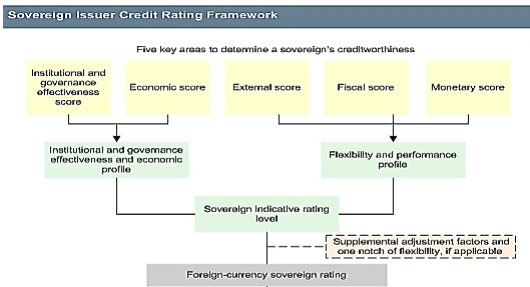 Sovereign Issuer Credit Rating Framework
Five key areas to determine a sovereign's creditworthiness
Institutional and
governance
effectiveness
score
Economic score
External score
Fiscal score
Monetary score
Institutional and governance
effectiveness and economic
profile
Flexibility and performance
profile
Sovereign indicative rating
level
Supplemental adjustment factors and
one notch of flexibility, if applicable
Foreign-currency sovereign rating